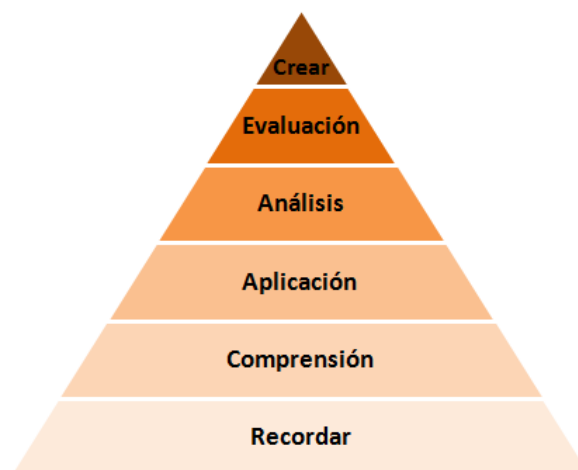 Crear
Evaluación
Análisis
Aplicación
Comprensión
Recordar